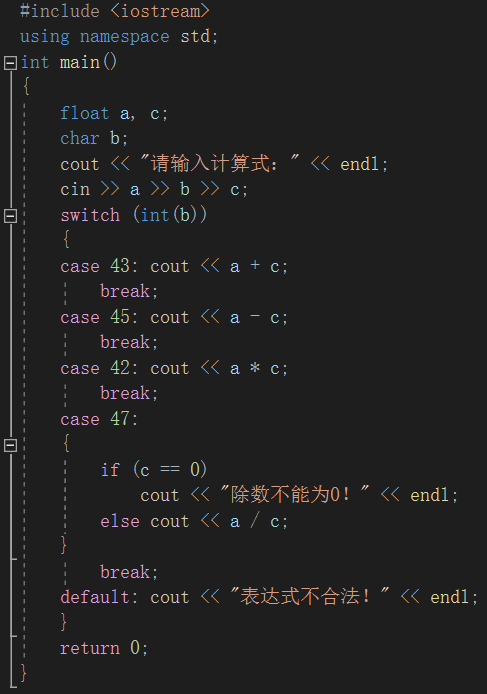 #include <iostream>
using namespace std;
int main()
{
float a, c;
char b;
cout << "请输入计算式：" << endl;
cin >> a >> b >> c;
switch (int(b))
{
case 43: cout << a + c;
break;
case 45: cout << a - c;
break;
case 42: cout << a * c;
break;
case 47:
{
if (c == 0)
cout << "除数不能为0！" << endl;
else cout << a / c;
}
break;
default: cout << "表达式不合法！" << endl;
}
return 0;
}